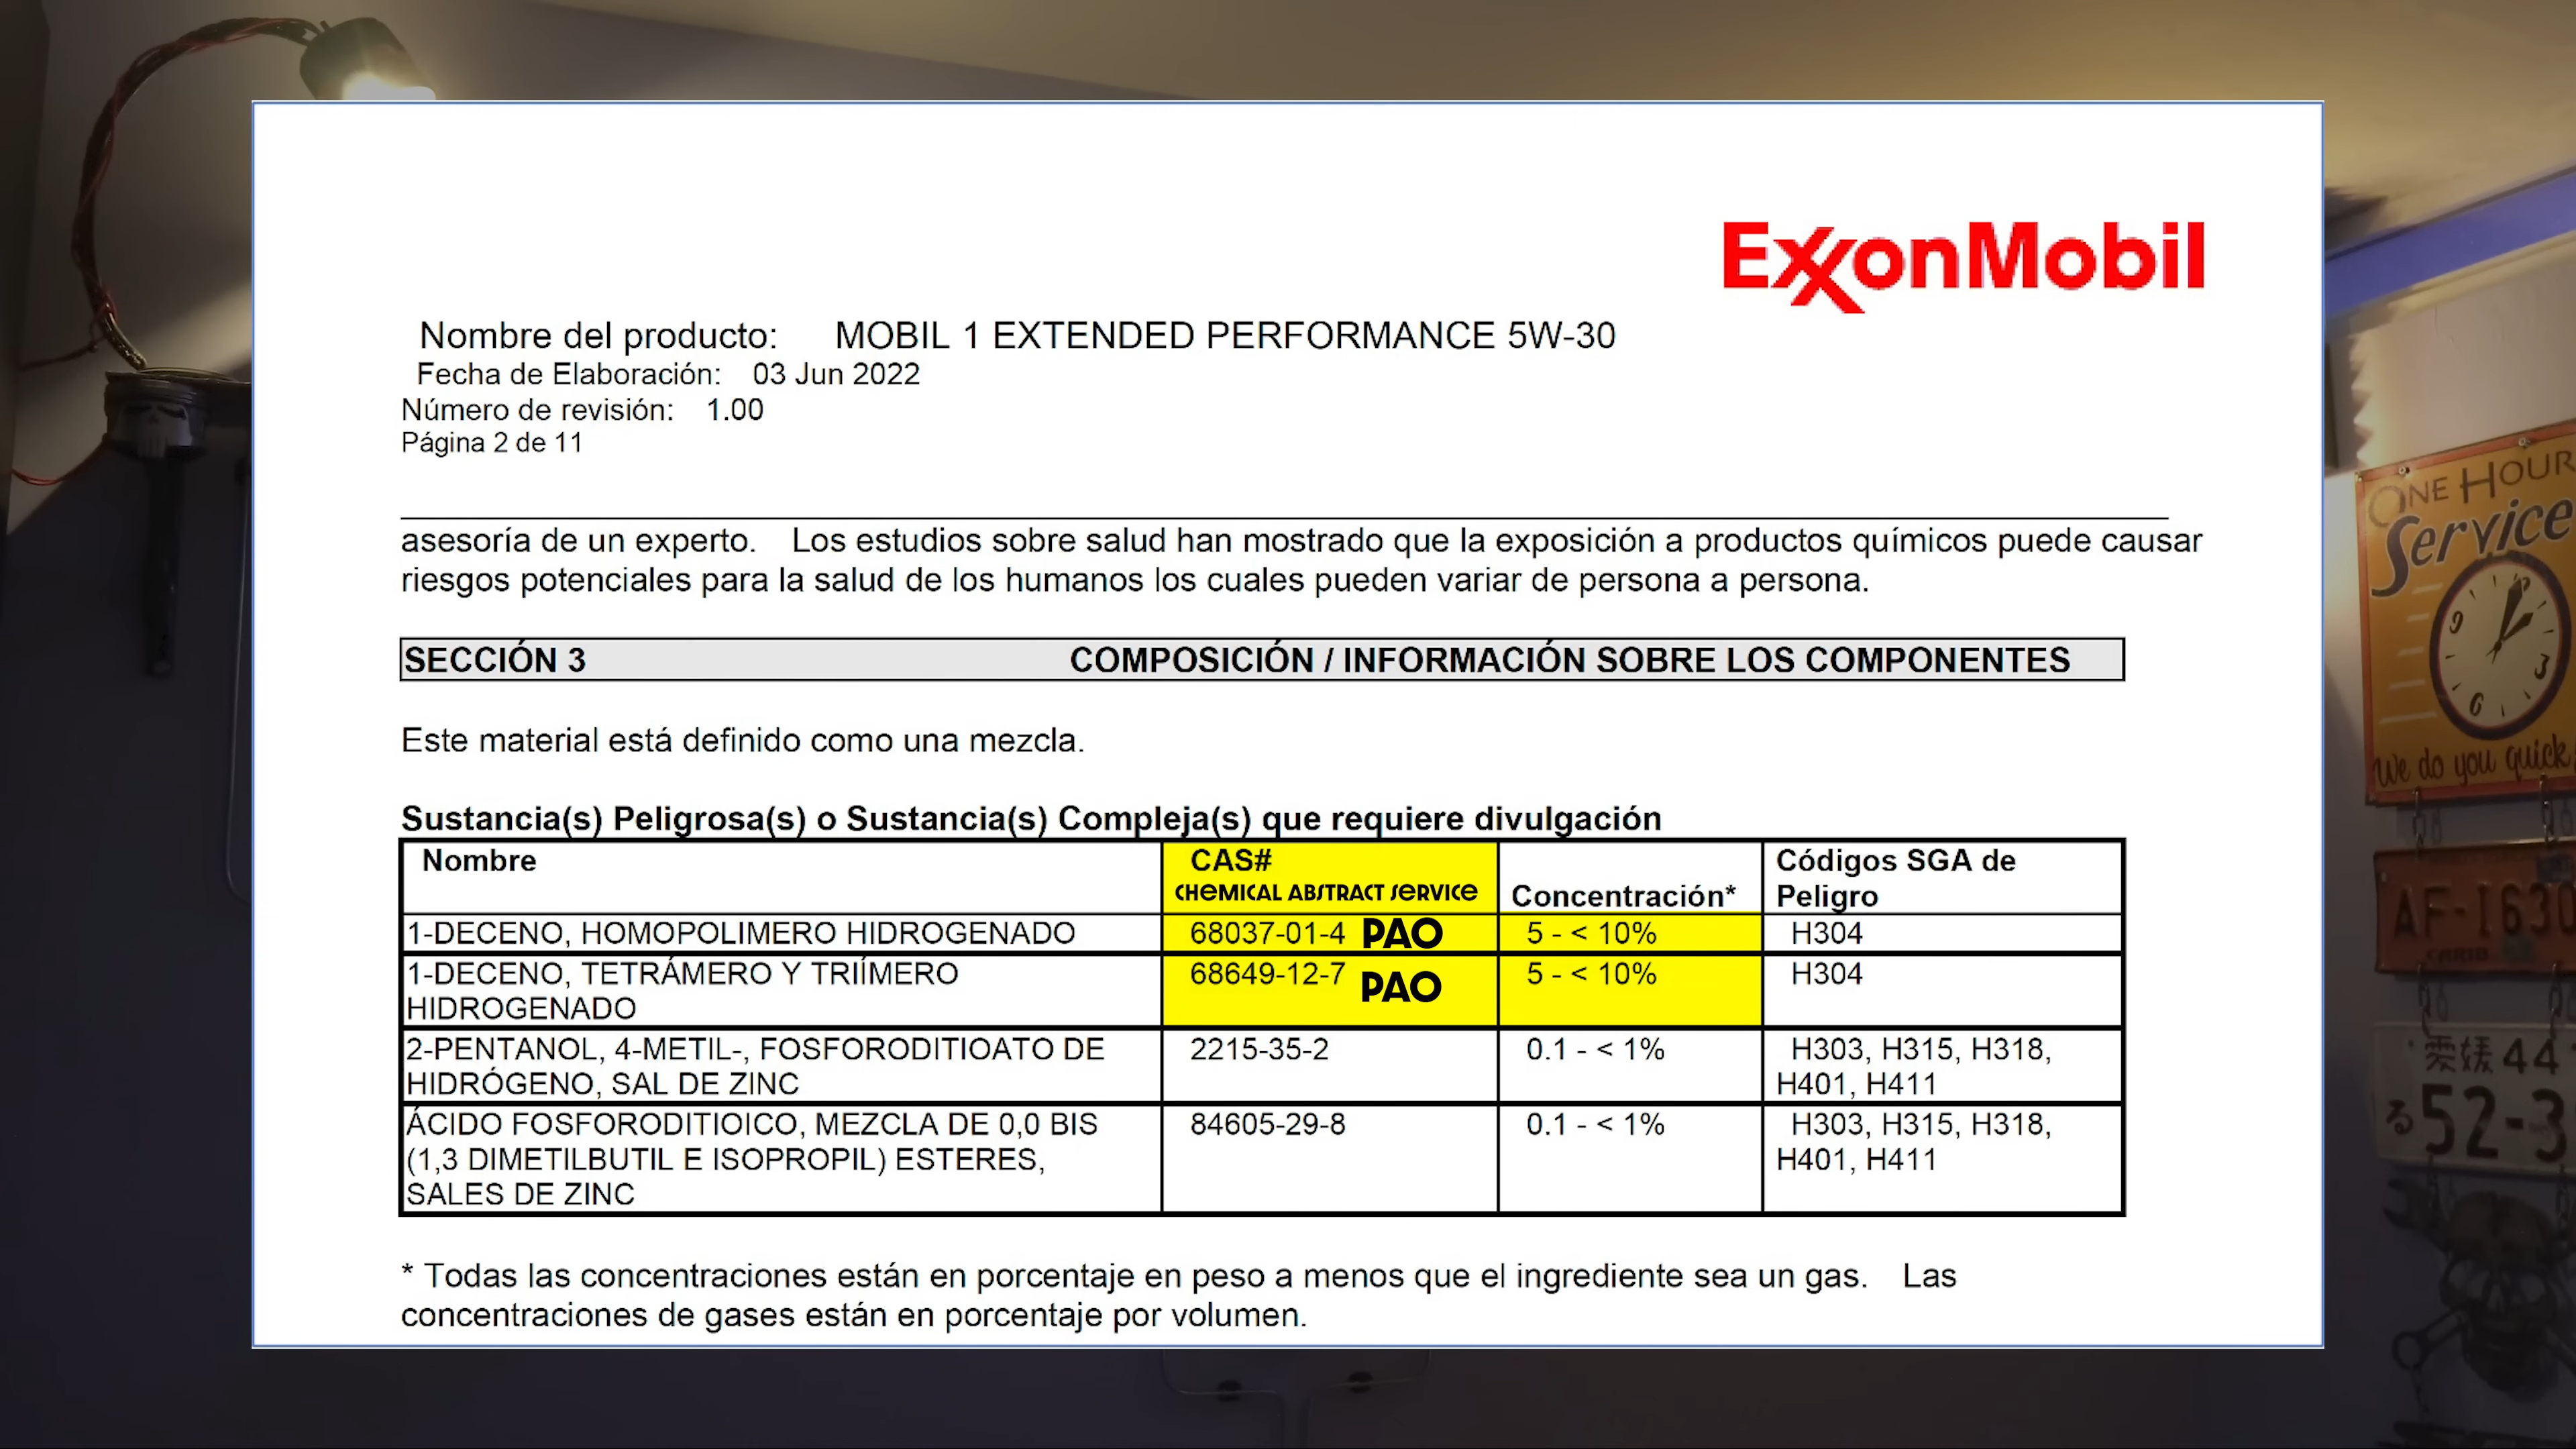 ExxonMobil
Nombre del producto: MOBIL 1 EXTENDED PERFORMANCE 5W-30
Fecha de Elaboración: 03 Jun 2022
Número de revisión: 1.00
Página 2 de 11
asesoría de un experto. Los estudios sobre salud han mostrado que la exposición a productos químicos puede causar
riesgos potenciales para la salud de los humanos los cuales pueden variar de persona a persona.
SECCIÓN 3 COMPOSICIÓN / INFORMACIÓN SOBRE LOS COMPONENTES
Este material está definido como una mezcla.
Sustancia(s) Peligrosa(s) o Sustancia(s) Compleja(s) que requiere divulgación
Nombre
CAS#
CHEMICAL ABSTRACT SERVICE
Concentración*
Códigos SGA de
Peligro
1-DECENO, HOMOPOLIMERO HIDROGENADO
68037-01-4 PAO
5 - < 10%
H304
1-DECENO, TETRÁMERO Y TRIÍMERO
HIDROGENADO
68649-12-7 PAO
5 - < 10%
H304
2-PENTANOL, 4-METIL-, FOSFORODITIOATO DE
HIDRÓGENO, SAL DE ZINC
2215-35-2
0.1 - < 1%
H303, H315, H318,
H401, H411
ÁCIDO FOSFORODITIOICO, MEZCLA DE 0,0 BIS
(1,3 DIMETILBUTIL E ISOPROPIL) ESTERES,
SALES DE ZINC
84605-29-8
0.1 - < 1%
H303, H315, H318,
H401, H411
* Todas las concentraciones están en porcentaje en peso a menos que el ingrediente sea un gas. Las
concentraciones de gases están en porcentaje por volumen.
ONE HOUR
Service
9
3
6
We do you quick
AF-1630
愛媛 44
る 52-3